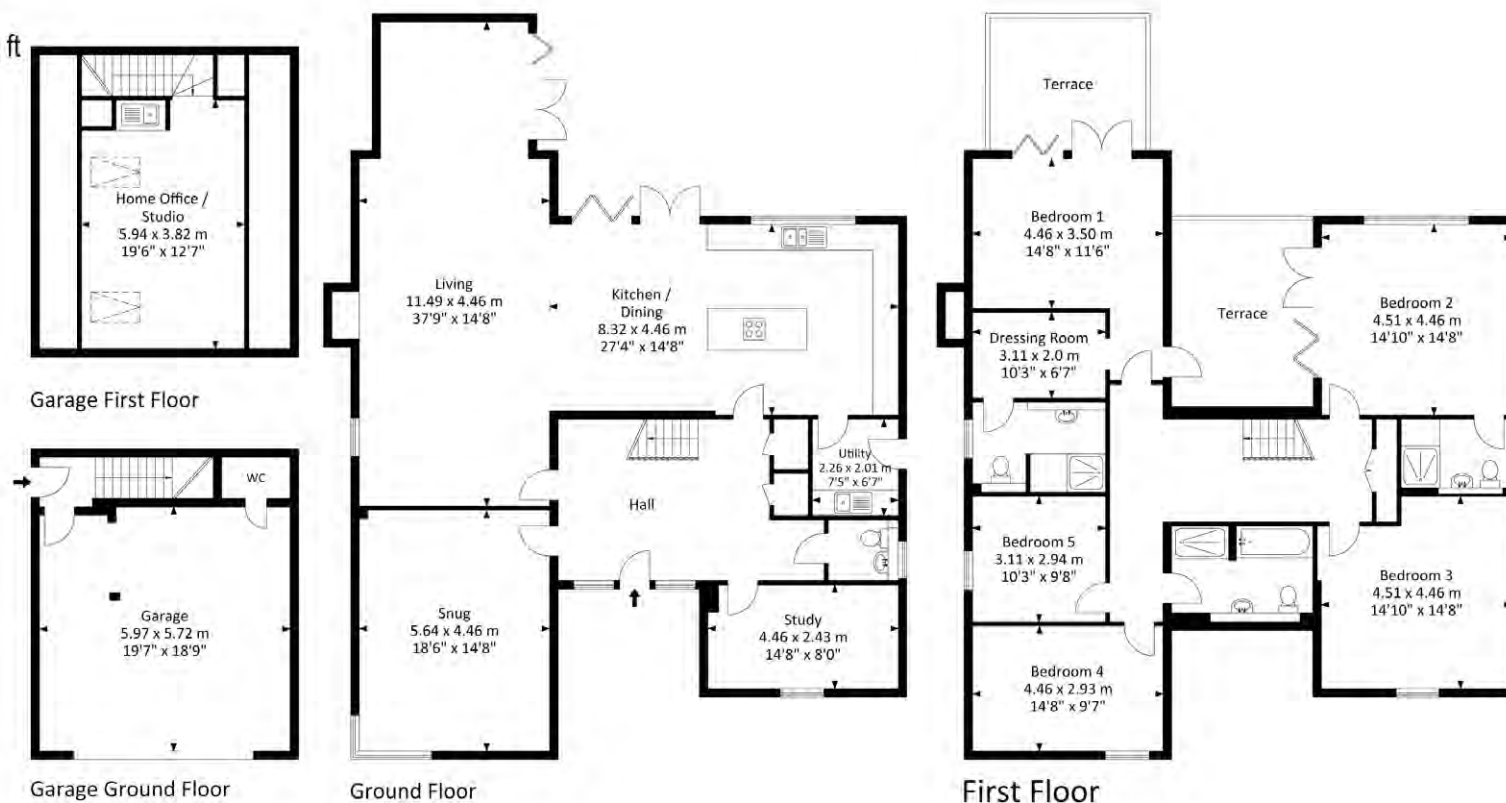 ft
Home Office /
Studio
5.94 x 3.82 m
19'6" x 12'7"
Garage First Floor
WC
Garage
5.97 x 5.72 m
19'7" x 18'9"
Garage Ground Floor
Living
11.49 x 4.46 m
37'9" x 14'8"
Kitchen /
Dining
8.32 x 4.46 m
27'4" x 14'8"
Utility
2.26 x 2.01 m
7'5" x 6'7"
Hall
Snug
5.64 x 4.46 m
18'6" x 14'8"
Study
4.46 x 2.43 m
14'8" x 8'0"
Ground Floor
Terrace
Bedroom 1
4.46 x 3.50 m
14'8" x 11'6"
Terrace
Bedroom 2
4.51 x 4.46 m
14'10" x 14'8"
Dressing Room
3.11 x 2.0 m
10'3" x 6'7"
Bedroom 5
3.11 x 2.94 m
10'3" x 9'8"
Bedroom 3
4.51 x 4.46 m
14'10" x 14'8"
Bedroom 4
4.46 x 2.93 m
14'8" x 9'7"
First Floor